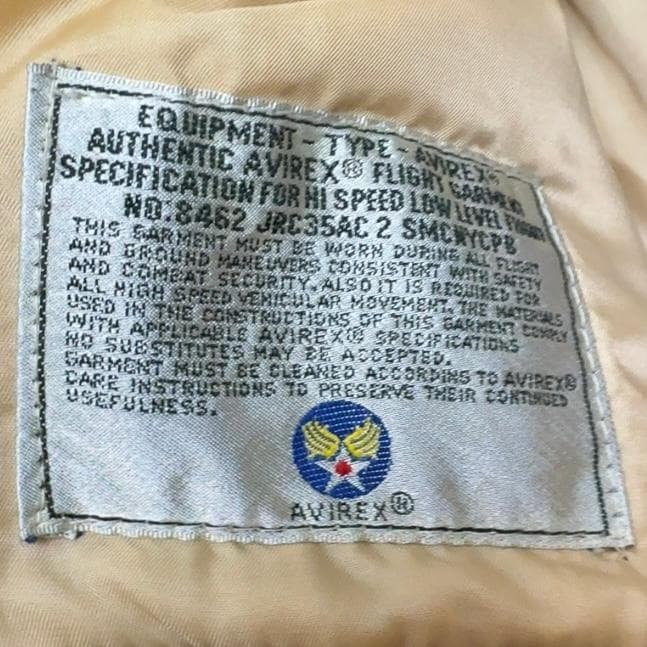 EQUIPMENT - TYPE - AVIREX®
AUTHENTIC AVIREX® FLIGHT GARMENT
SPECIFICATION FOR HI SPEED LOW LEVEL FLIGHT
NO.8462 JRC35AC 2 SMCNYCPB
THIS GARMENT MUST BE WORN DURING ALL FLIGHT
AND GROUND MANEUVERS CONSISTENT WITH SAFETY
AND COMBAT SECURITY. ALSO IT IS REQUIRED FOR
ALL HIGH SPEED VEHICULAR MOVEMENT. THE MATERIALS
USED IN THE CONSTRUCTIONS OF THIS GARMENT COMPLY
WITH APPLICABLE AVIREX® SPECIFICATIONS
NO SUBSTITUTES MAY BE ACCEPTED.
GARMENT MUST BE CLEANED ACCORDING TO AVIREX®
CARE INSTRUCTIONS TO PRESERVE THEIR CONTINUED
USEFULNESS.
AVIREX®